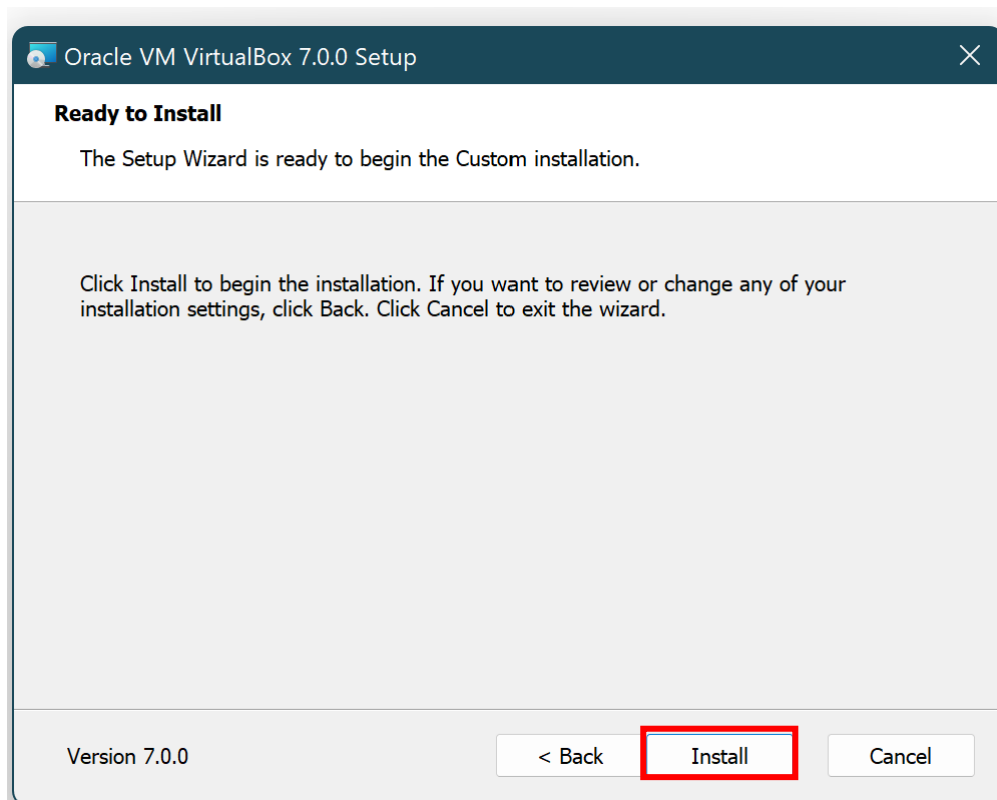 Oracle VM VirtualBox 7.0.0 Setup
Ready to Install
The Setup Wizard is ready to begin the Custom installation.
Click Install to begin the installation. If you want to review or change any of your
installation settings, click Back. Click Cancel to exit the wizard.
Version 7.0.0
< Back
Install
Cancel